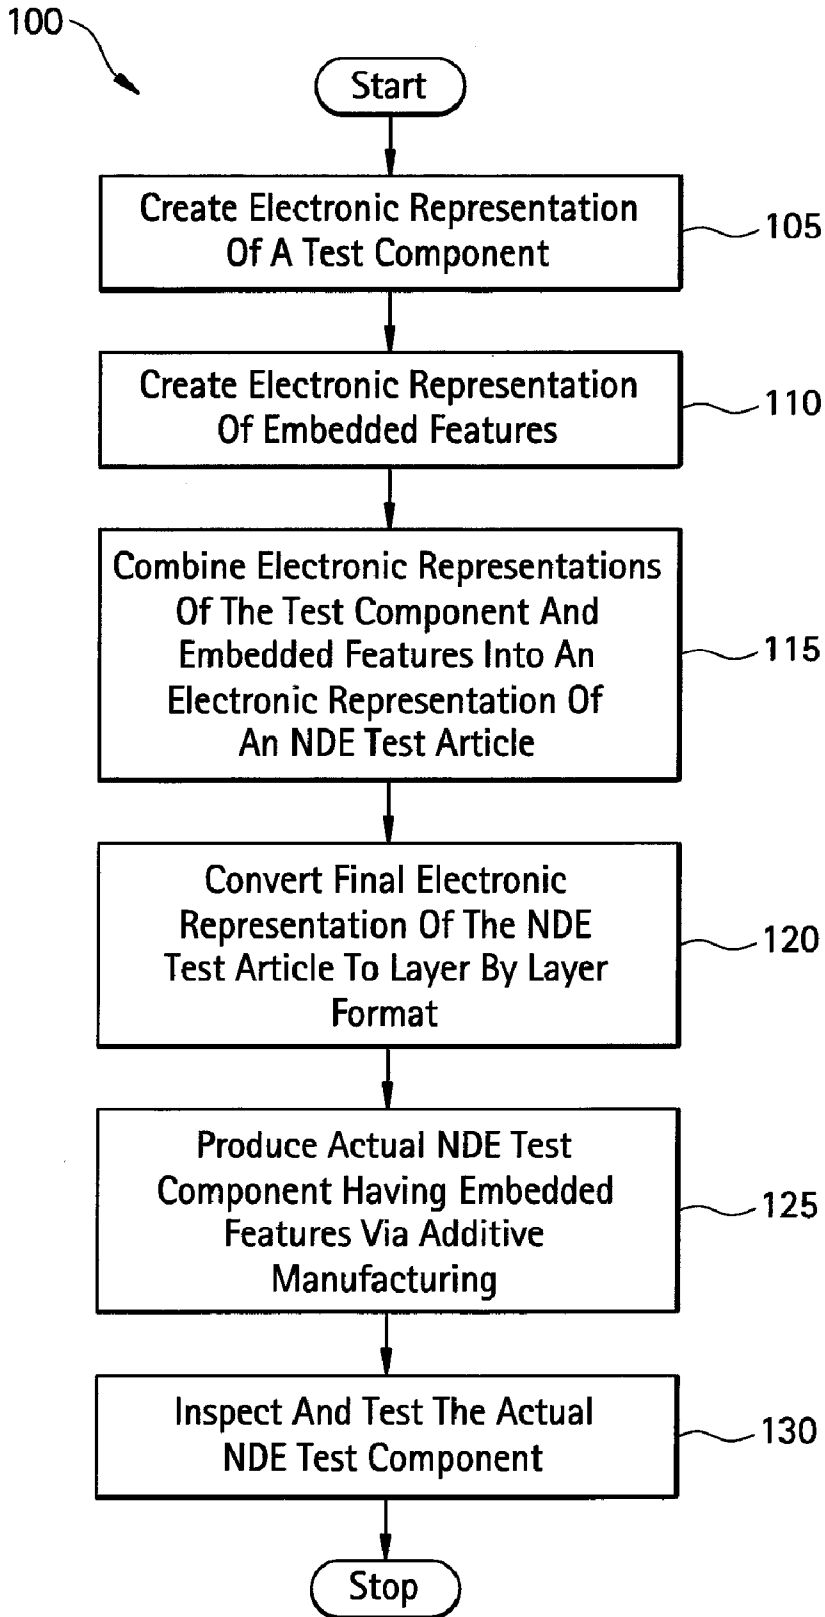 100
Start
Create Electronic Representation
Of A Test Component
105
Create Electronic Representation
Of Embedded Features
110
Combine Electronic Representations
Of The Test Component And
Embedded Features Into An
Electronic Representation Of
An NDE Test Article
115
Convert Final Electronic
Representation Of The NDE
Test Article To Layer By Layer
Format
120
Produce Actual NDE Test
Component Having Embedded
Features Via Additive
Manufacturing
125
Inspect And Test The Actual
NDE Test Component
130
Stop